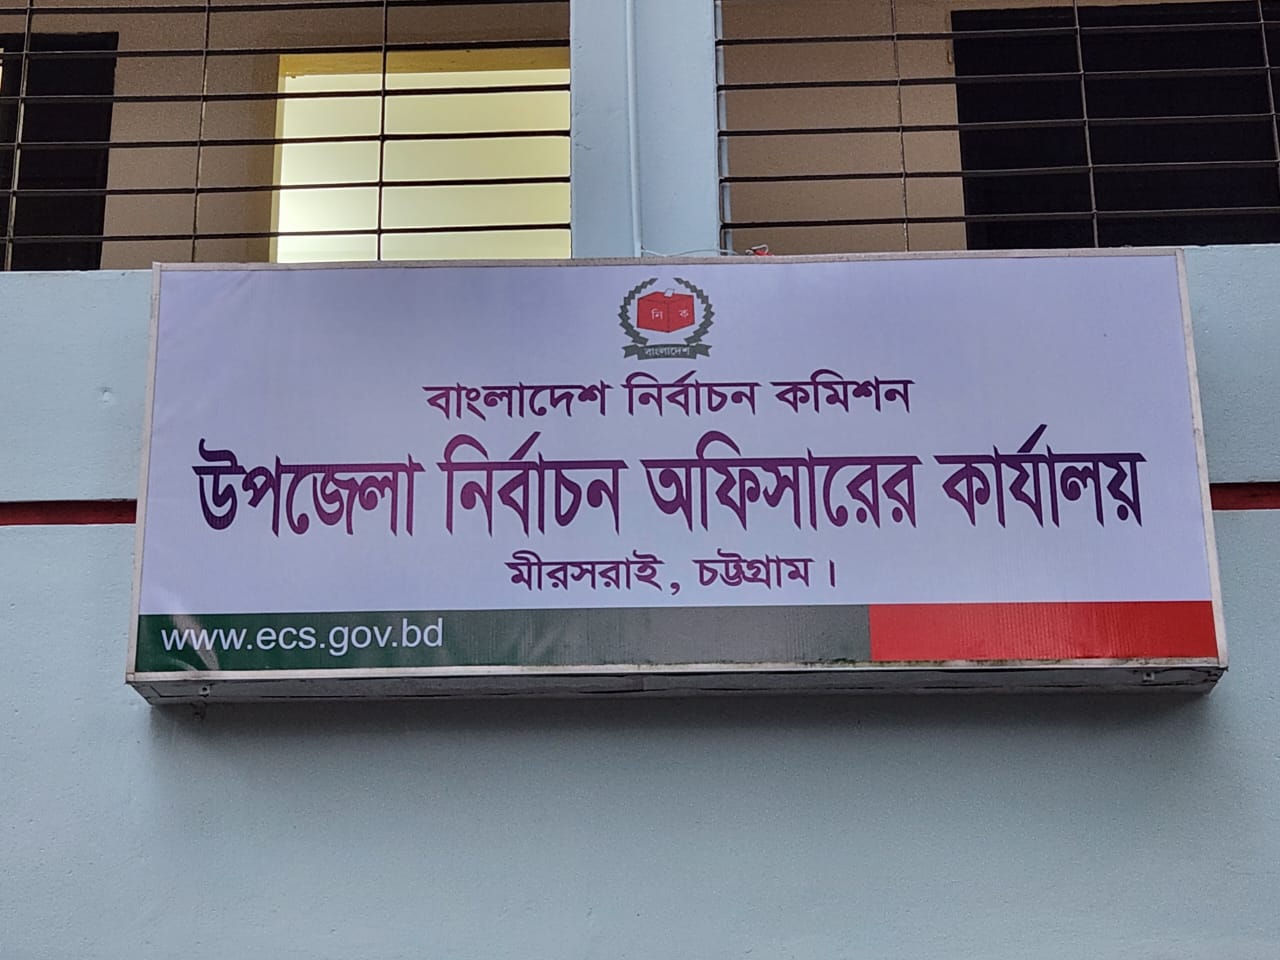 নি ক
বাংলাদেশ
বাংলাদেশ নির্বাচন কমিশন
উপজেলা নির্বাচন অফিসারের কার্যালয়
মীরসরাই, চট্টগ্রাম।
www.ecs.gov.bd